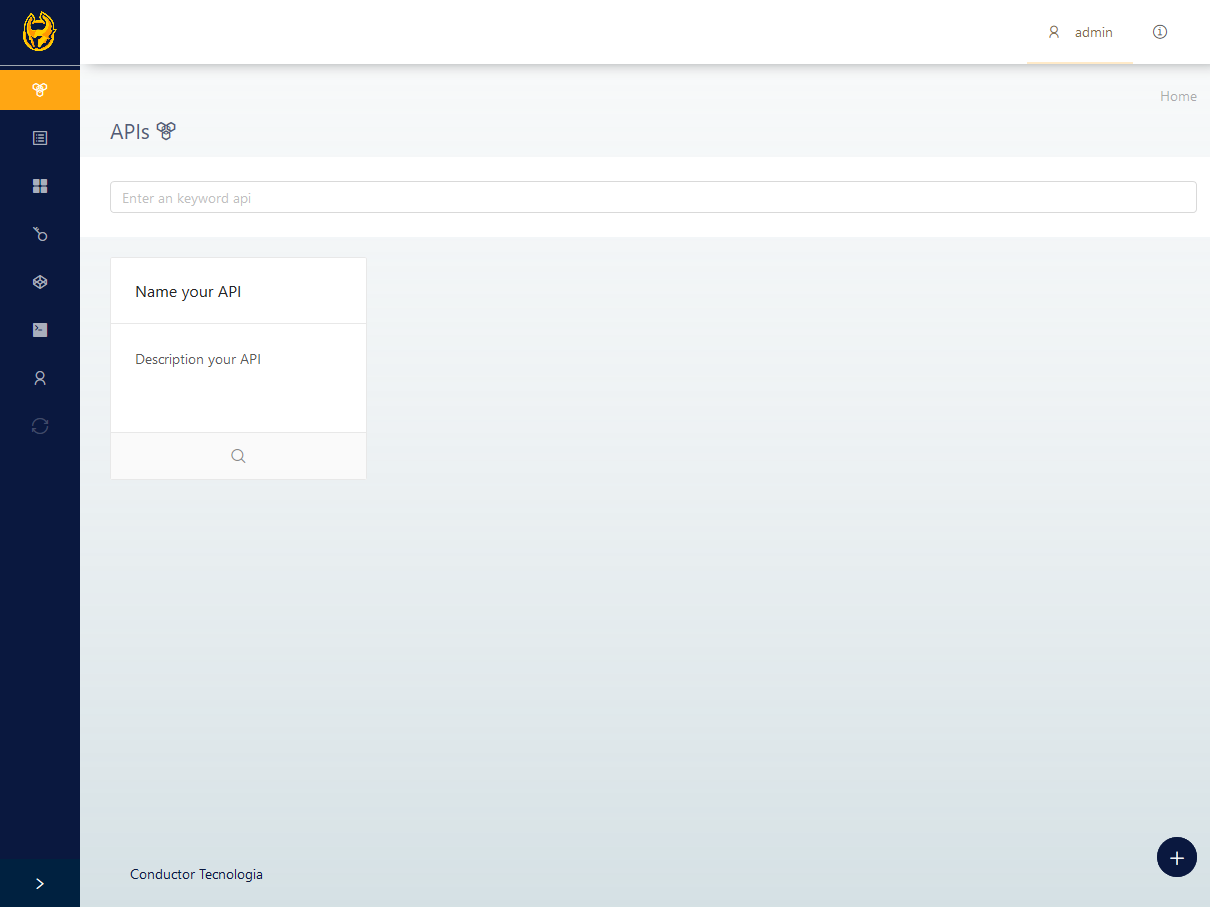 admin
Home
APIs
Enter an keyword api
Name your API
Description your API
Conductor Tecnologia